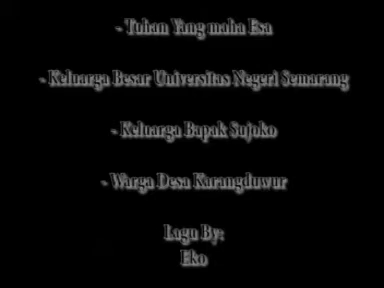 - Tuhan Yang maha Esa
- Keluarga Besar Universitas Negeri Semarang
- Keluarga Bapak Sujoko
- Warga Desa Karangduwur
Lagu By:
Eko